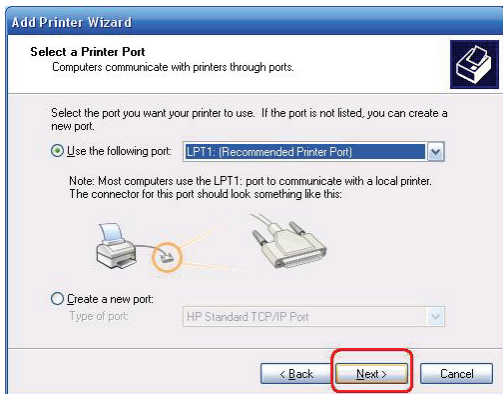 Add Printer Wizard
Select a Printer Port
Computers communicate with printers through ports.
Select the port you want your printer to use. If the port is not listed, you can create a
new port.
Use the following port:
LPT1: (Recommended Printer Port)
Note: Most computers use the LPT1: port to communicate with a local printer.
The connector for this port should look something like this:
Create a new port:
Type of port:
HP Standard TCP/IP Port
< Back
Next >
Cancel